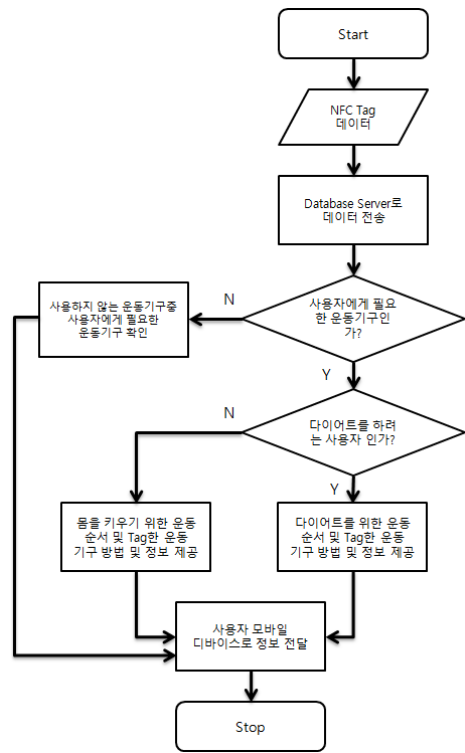 Start
NFC Tag
데이터
Database Server로
데이터 전송
사용자에게 필요
한 운동기구인
가?
N
사용하지 않는 운동기구중
사용자에게 필요한
운동기구 확인
Y
다이어트를 하려
는 사용자 인가?
N
Y
몸을 키우기 위한 운동
순서 및 Tag한 운동
기구 방법 및 정보 제공
다이어트를 위한 운동
순서 및 Tag한 운동
기구 방법 및 정보 제공
사용자 모바일
디바이스로 정보 전달
Stop